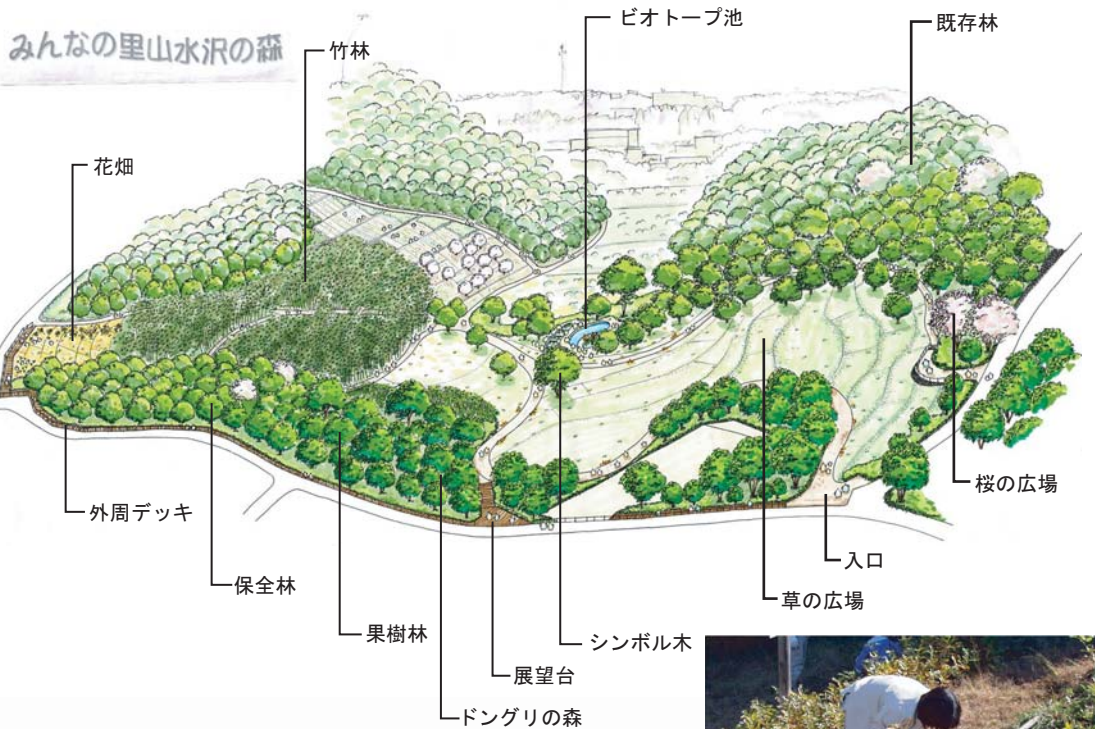 みんなの里山水沢の森
ビオトープ池
既存林
竹林
花畑
外周デッキ
保全林
果樹林
ドングリの森
展望台
シンボル木
草の広場
入口
桜の広場